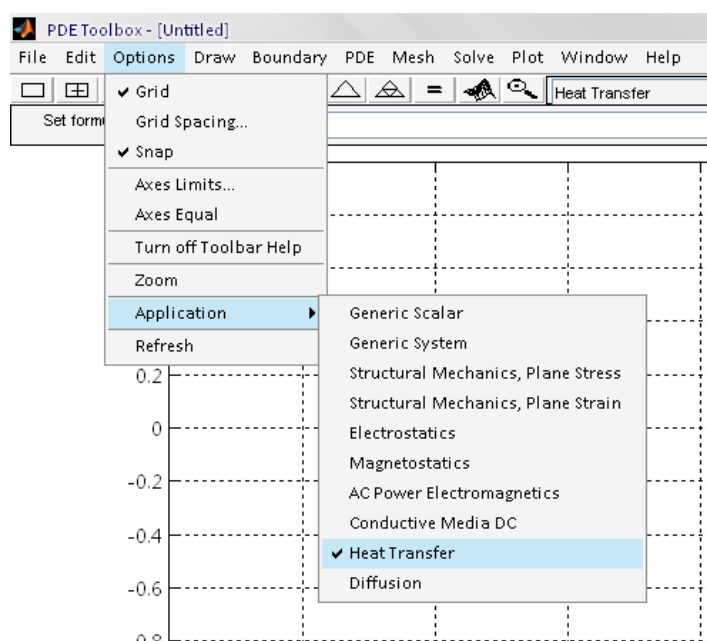 PDE Toolbox - [Untitled]
File Edit Options Draw Boundary PDE Mesh Solve Plot Window Help
= Heat Transfer
Set formu
Grid
Grid Spacing...
Snap
Axes Limits...
Axes Equal
Turn off Toolbar Help
Zoom
Application
Refresh
Generic Scalar
Generic System
Structural Mechanics, Plane Stress
Structural Mechanics, Plane Strain
Electrostatics
Magnetostatics
AC Power Electromagnetics
Conductive Media DC
Heat Transfer
Diffusion
0.2
0
-0.2
-0.4
-0.6
-0.8